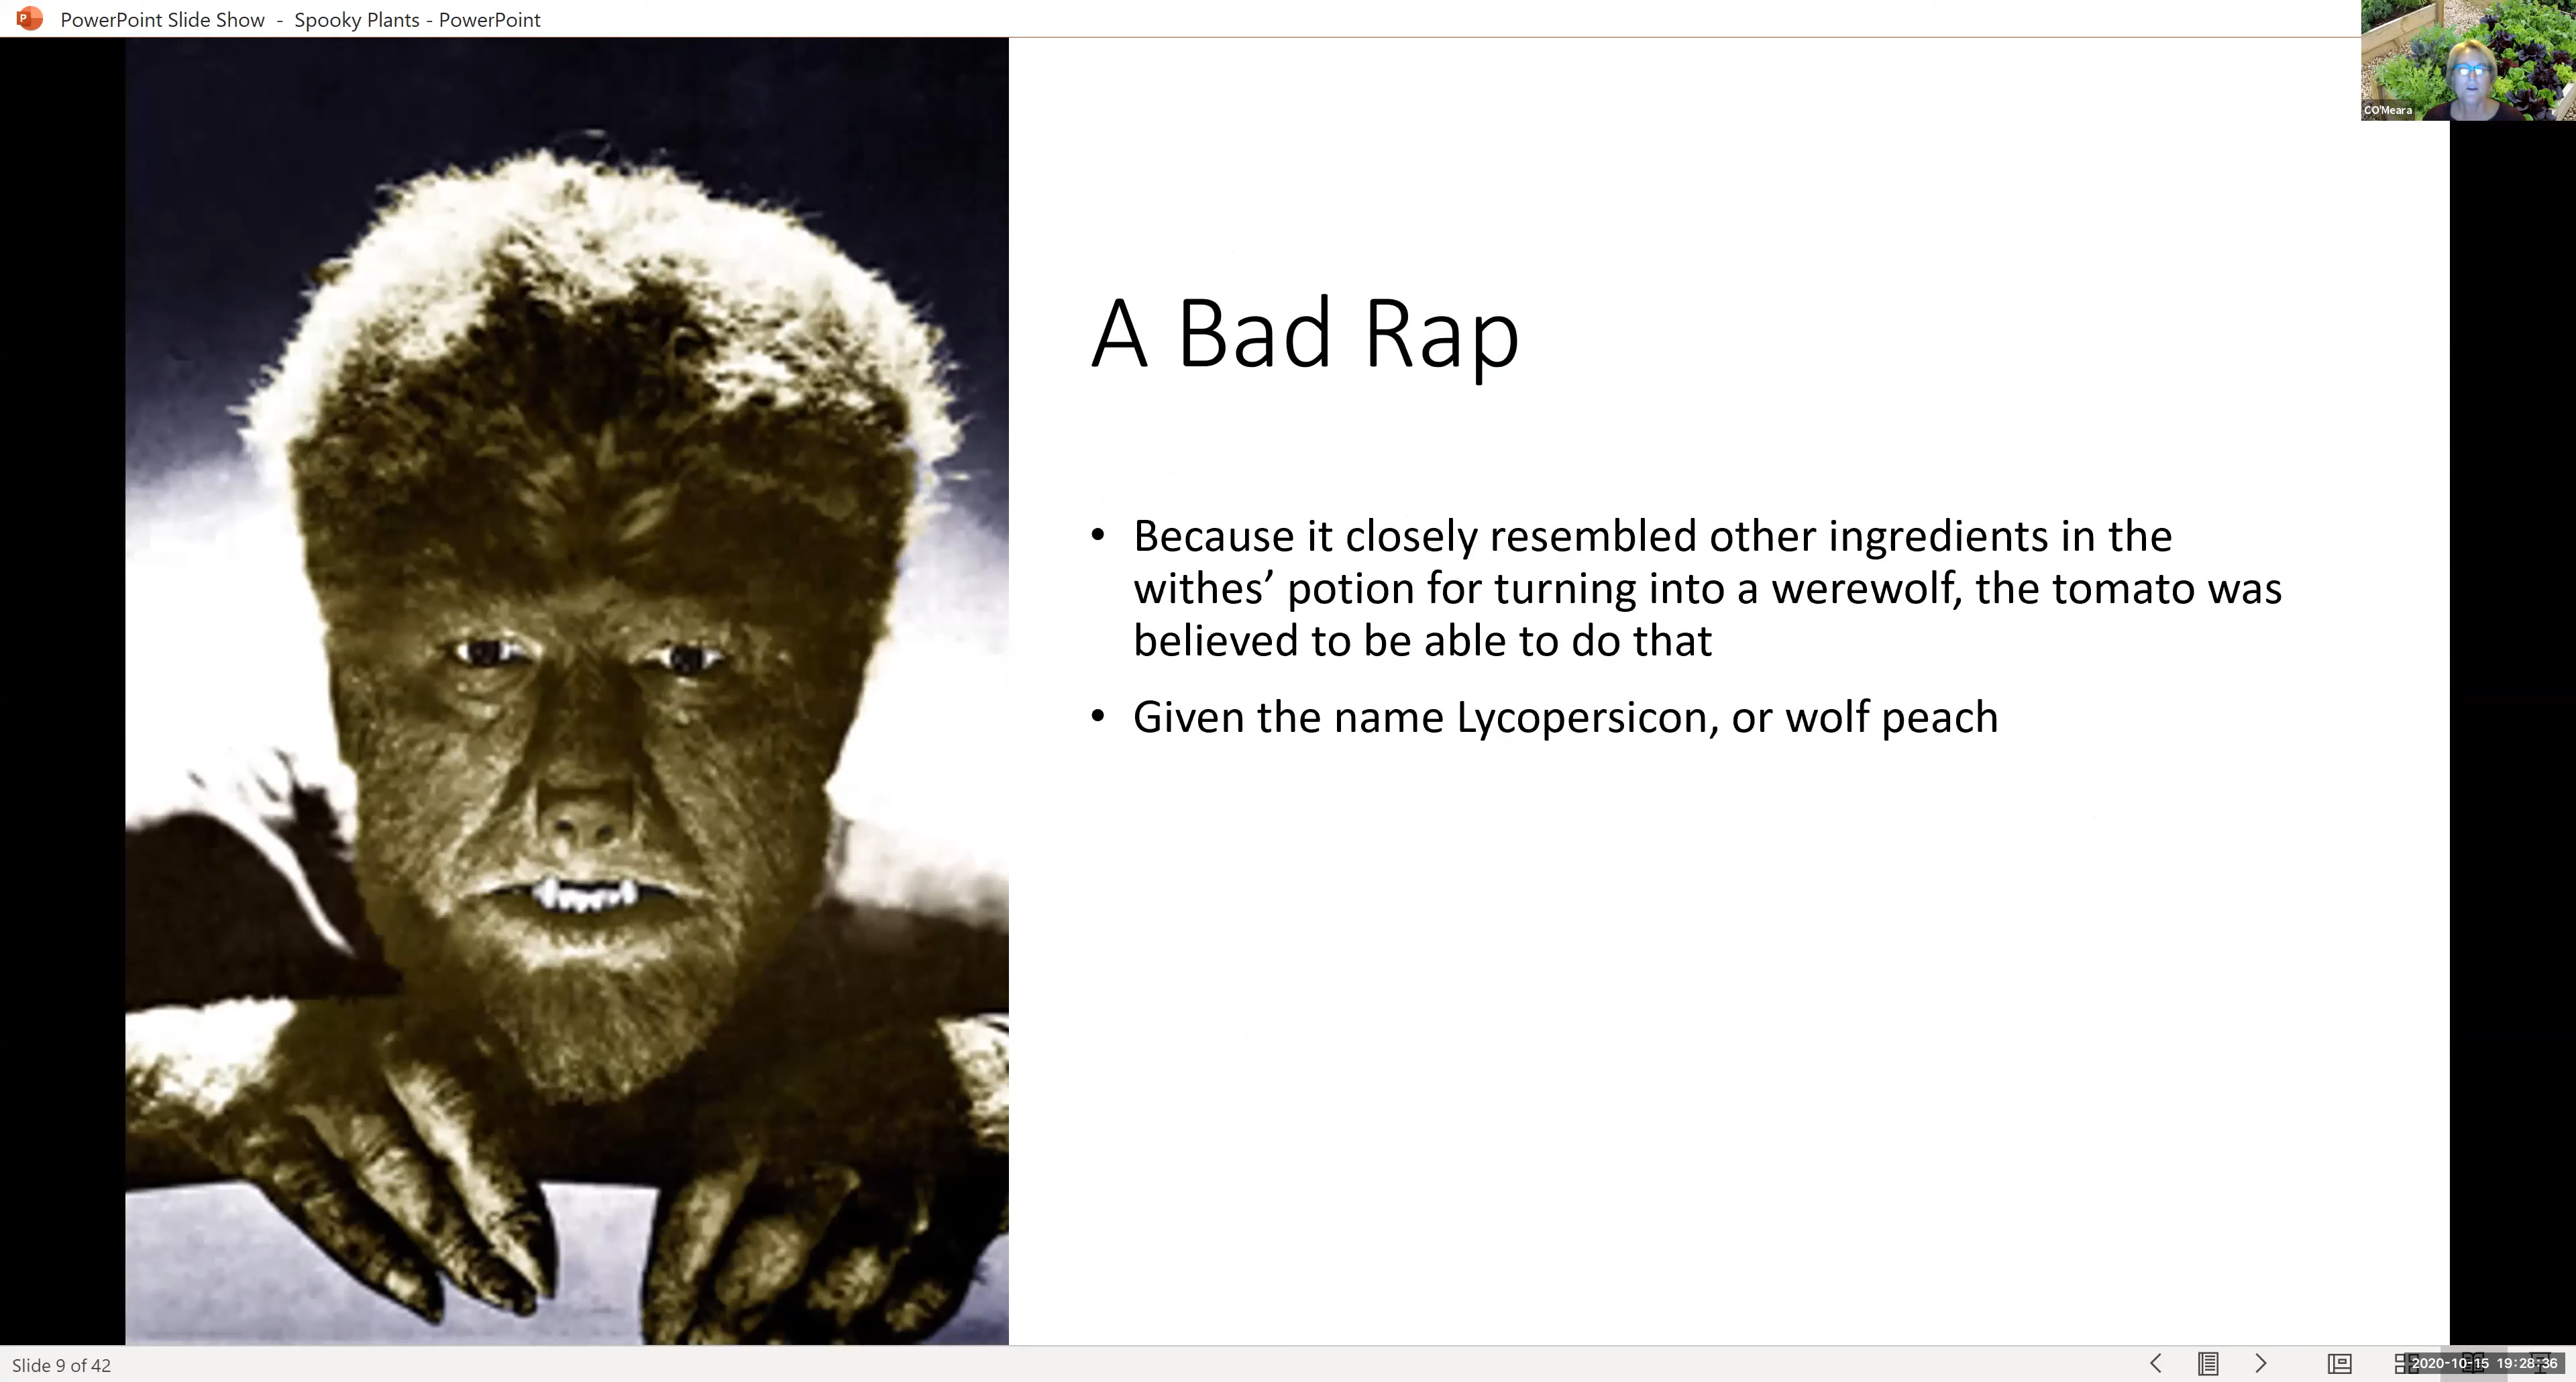 PowerPoint Slide Show - Spooky Plants - PowerPoint
CO'Meara
A Bad Rap
• Because it closely resembled other ingredients in the
withes’ potion for turning into a werewolf, the tomato was
believed to be able to do that
• Given the name Lycopersicon, or wolf peach
Slide 9 of 42
2020-10-15 19:28:36